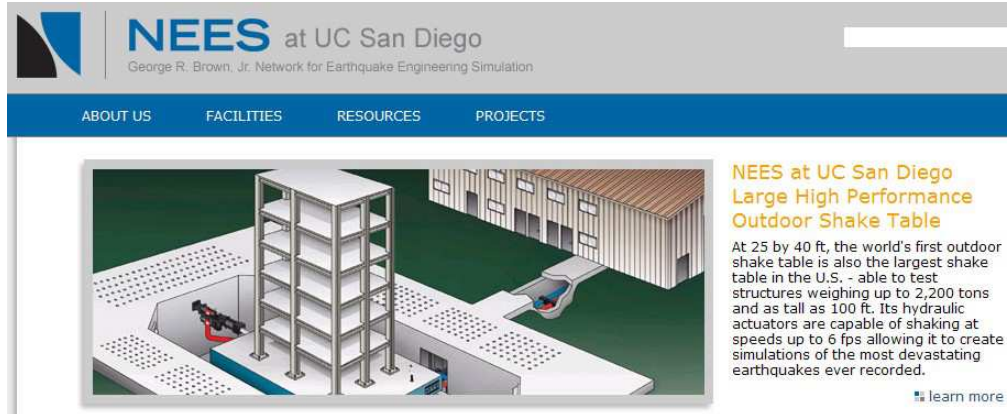 NEES at UC San Diego
George R. Brown, Jr. Network for Earthquake Engineering Simulation
ABOUT US FACILITIES RESOURCES PROJECTS
NEES at UC San Diego
Large High Performance
Outdoor Shake Table
At 25 by 40 ft, the world's first outdoor
shake table is also the largest shake
table in the U.S. - able to test
structures weighing up to 2,200 tons
and as tall as 100 ft. Its hydraulic
actuators are capable of shaking at
speeds up to 6 fps allowing it to create
simulations of the most devastating
earthquakes ever recorded.
learn more